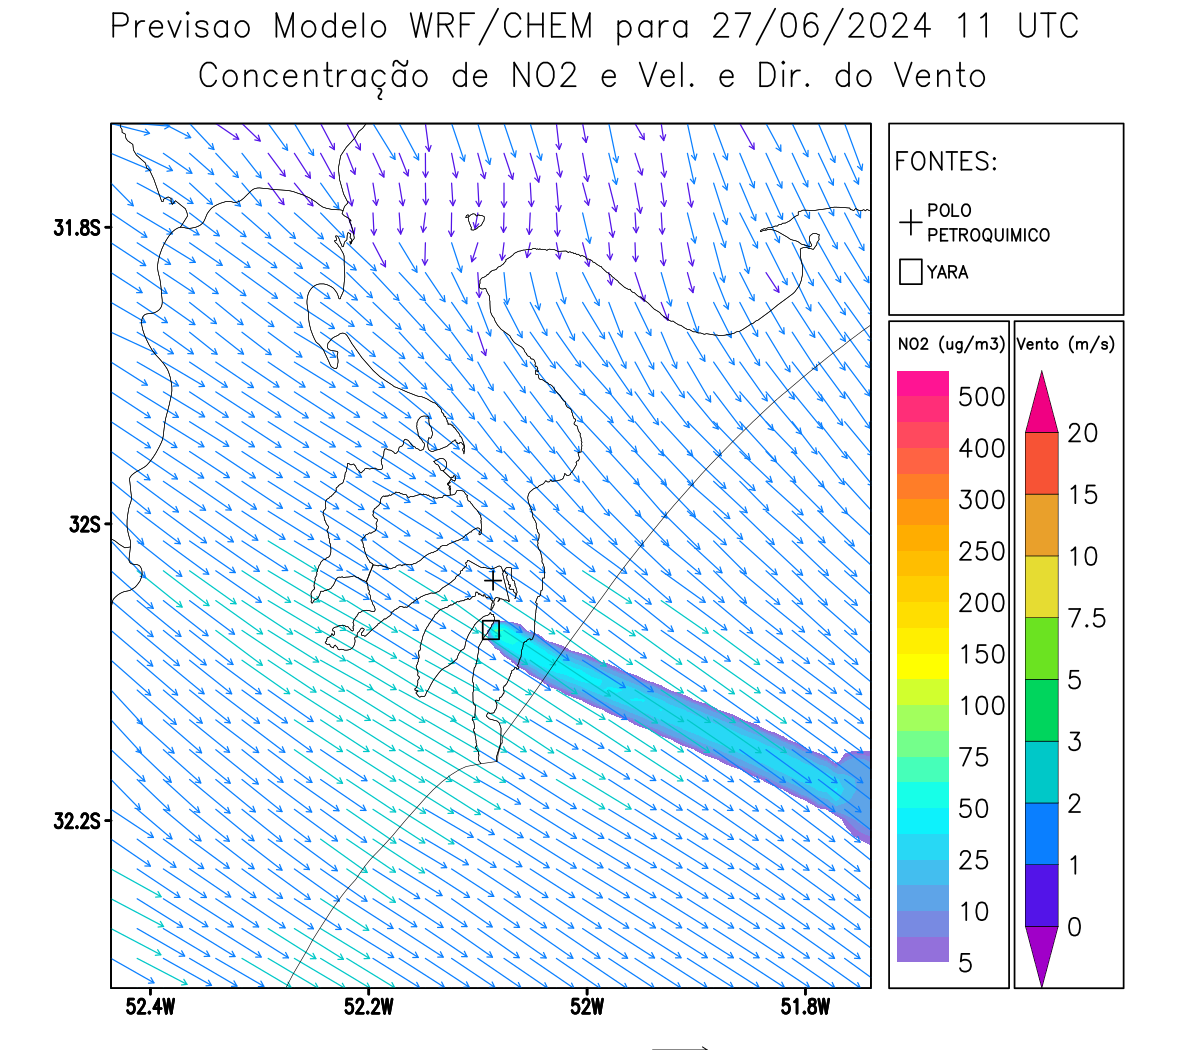 Previsao Modelo WRF/CHEM para 27/06/2024 11 UTC
Concentração de NO2 e Vel. e Dir. do Vento
FONTES:
POLO
PETROQUIMICO
YARA
NO2 (ug/m3)
500
400
300
250
200
150
100
75
50
25
10
5
Vento (m/s)
20
15
10
7.5
5
3
2
1
0
31.8S
32S
32.2S
52.4W
52.2W
52W
51.8W